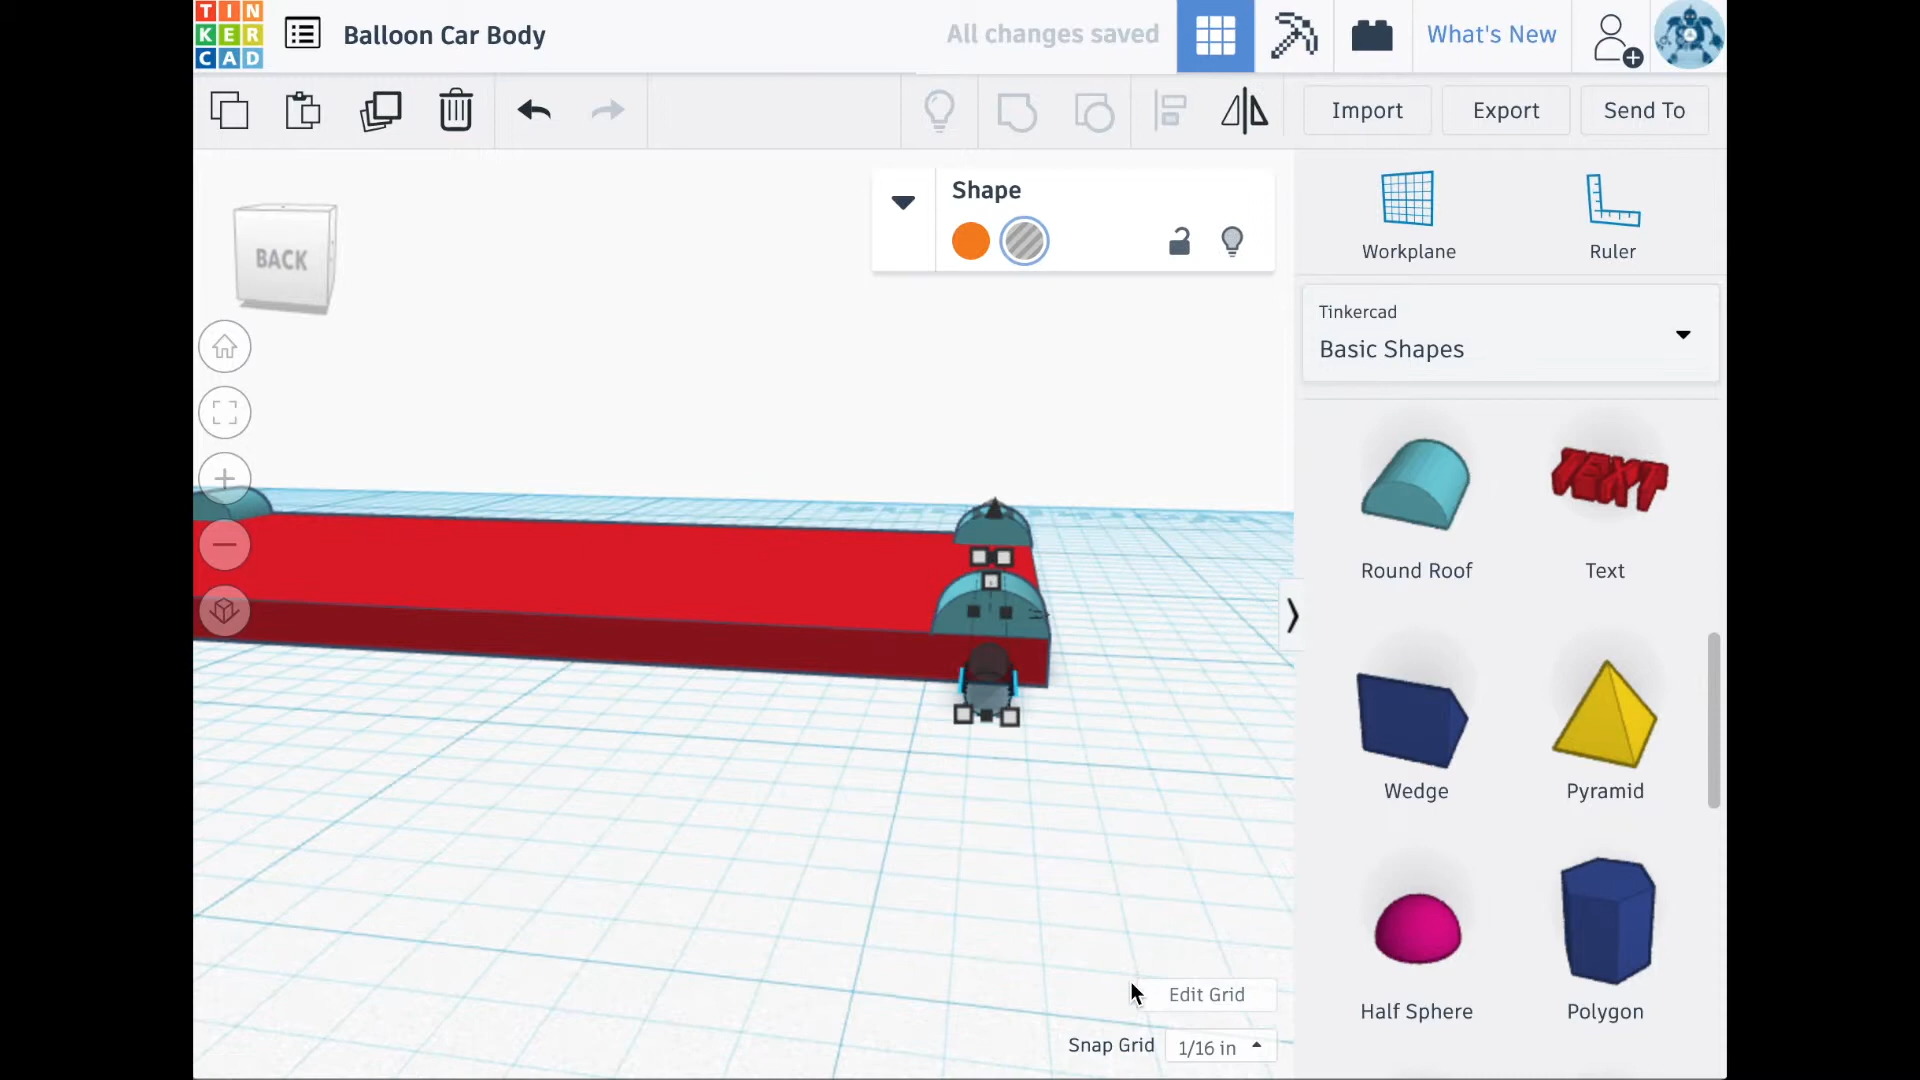 TIN
KER
CAD
Balloon Car Body
All changes saved
What's New
Import
Export
Send To
Shape
BACK
Workplane
Ruler
Tinkercad
Basic Shapes
TEXT
Round Roof
Text
Wedge
Pyramid
Half Sphere
Polygon
Edit Grid
Snap Grid
1/16 in